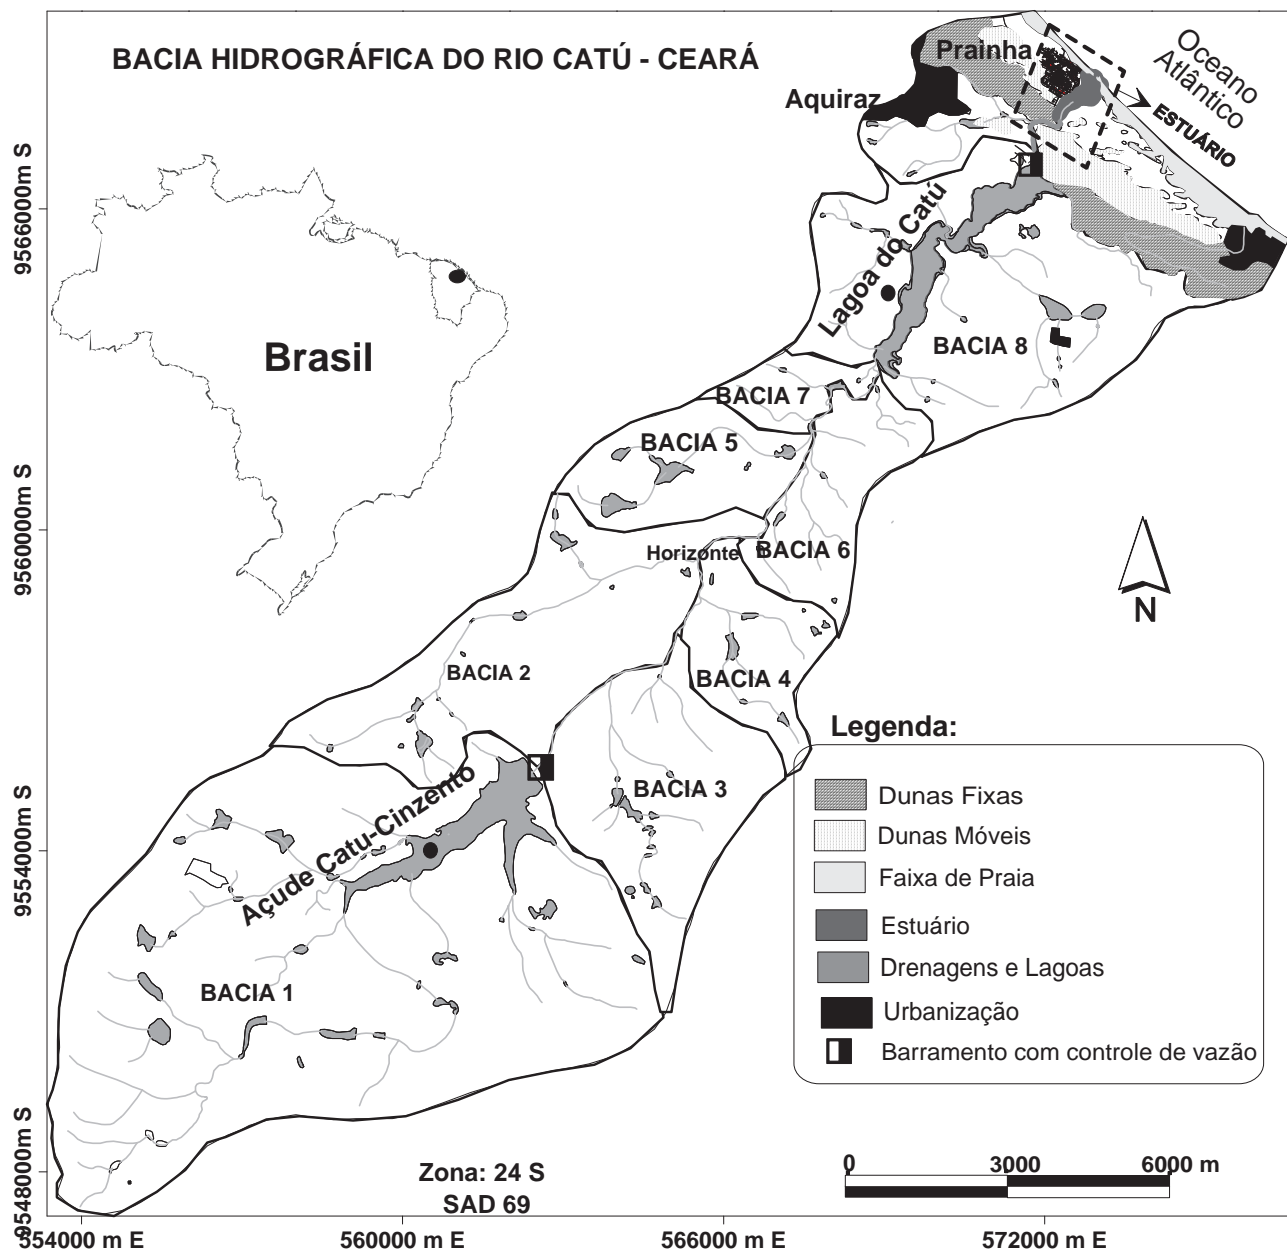 BACIA HIDROGRÁFICA DO RIO CATÚ - CEARÁ
Prainha
Oceano
Atlântico
Aquiraz
ESTUÁRIO
9566000m S
Lagoa do Catú
Brasil
BACIA 8
BACIA 7
BACIA 5
9560000m S
Horizonte
BACIA 6
N
BACIA 2
BACIA 4
Legenda:
BACIA 3
Açude Catu-Cinzento
Dunas Fixas
Dunas Móveis
9554000m S
Faixa de Praia
Estuário
Drenagens e Lagoas
BACIA 1
Urbanização
Barramento com controle de vazão
9548000m S
Zona: 24 S
SAD 69
0 3000 6000 m
554000 m E 560000 m E 566000 m E 572000 m E